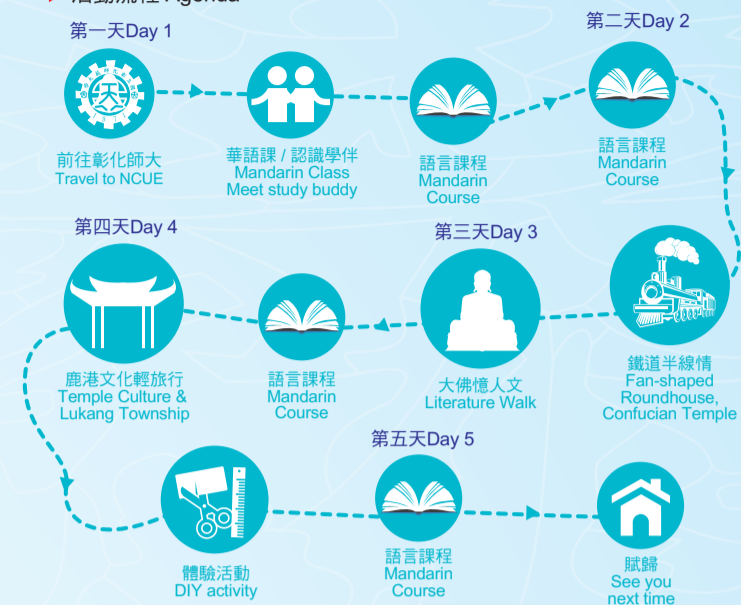 活動流程 Agenda
第一天Day 1
前往彰化師大
Travel to NCUE
華語課 / 認識學伴
Mandarin Class
Meet study buddy
語言課程
Mandarin
Course
第二天Day 2
語言課程
Mandarin
Course
鐵道半線情
Fan-shaped
Roundhouse,
Confucian Temple
第三天Day 3
大佛憶人文
Literature Walk
語言課程
Mandarin
Course
第四天Day 4
鹿港文化輕旅行
Temple Culture &
Lukang Township
體驗活動
DIY activity
第五天Day 5
語言課程
Mandarin
Course
賦歸
See you
next time